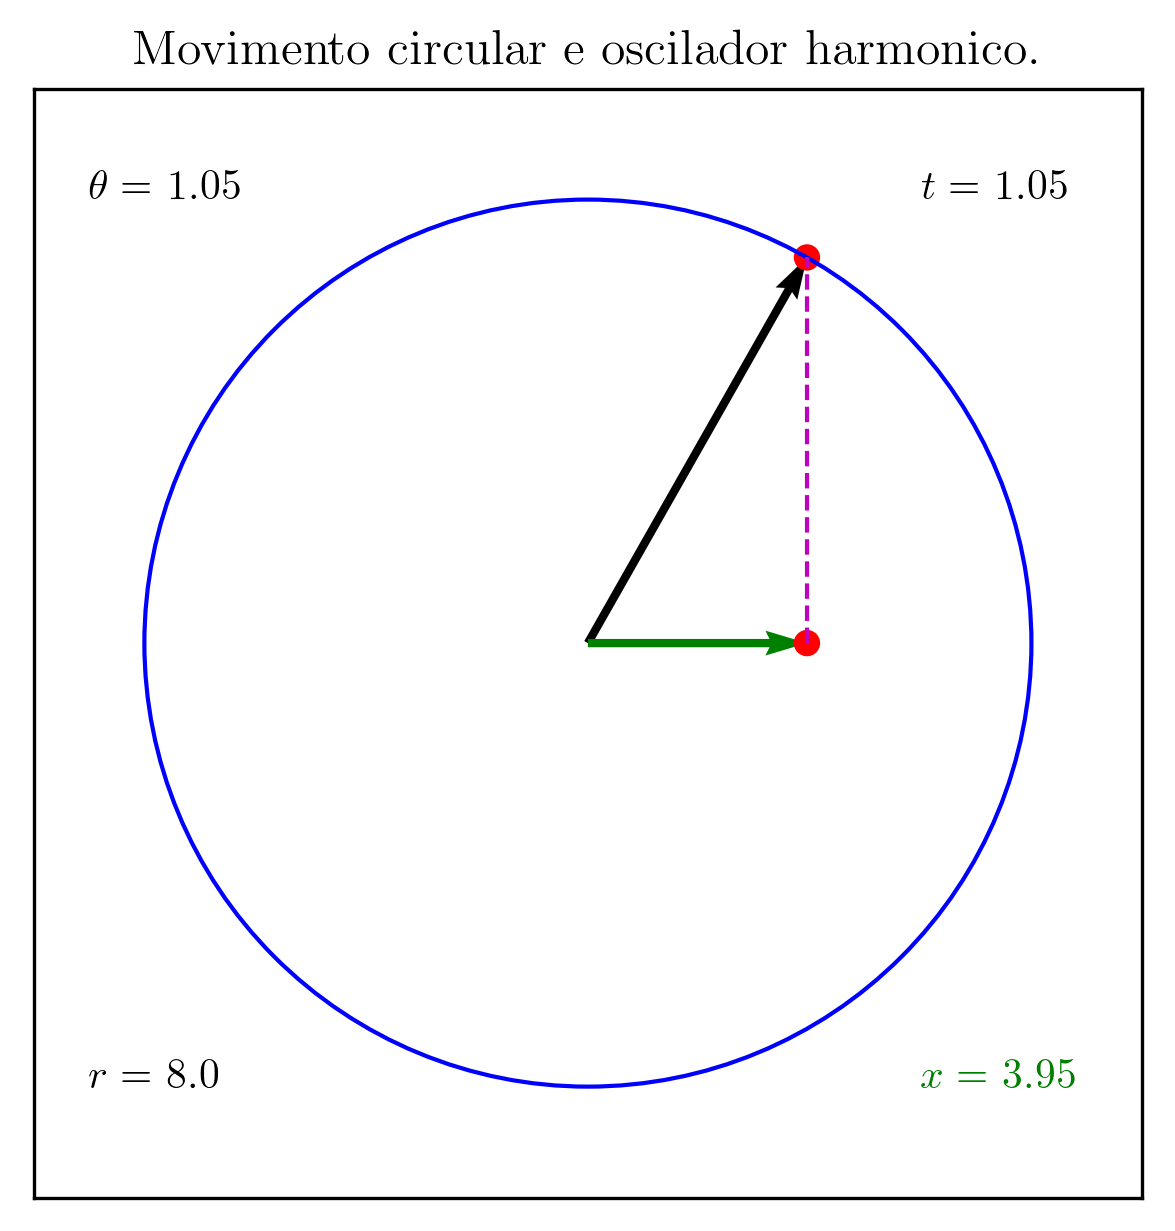 Movimento circular e oscilador harmonico.
θ = 1.05
t = 1.05
r = 8.0
x = 3.95